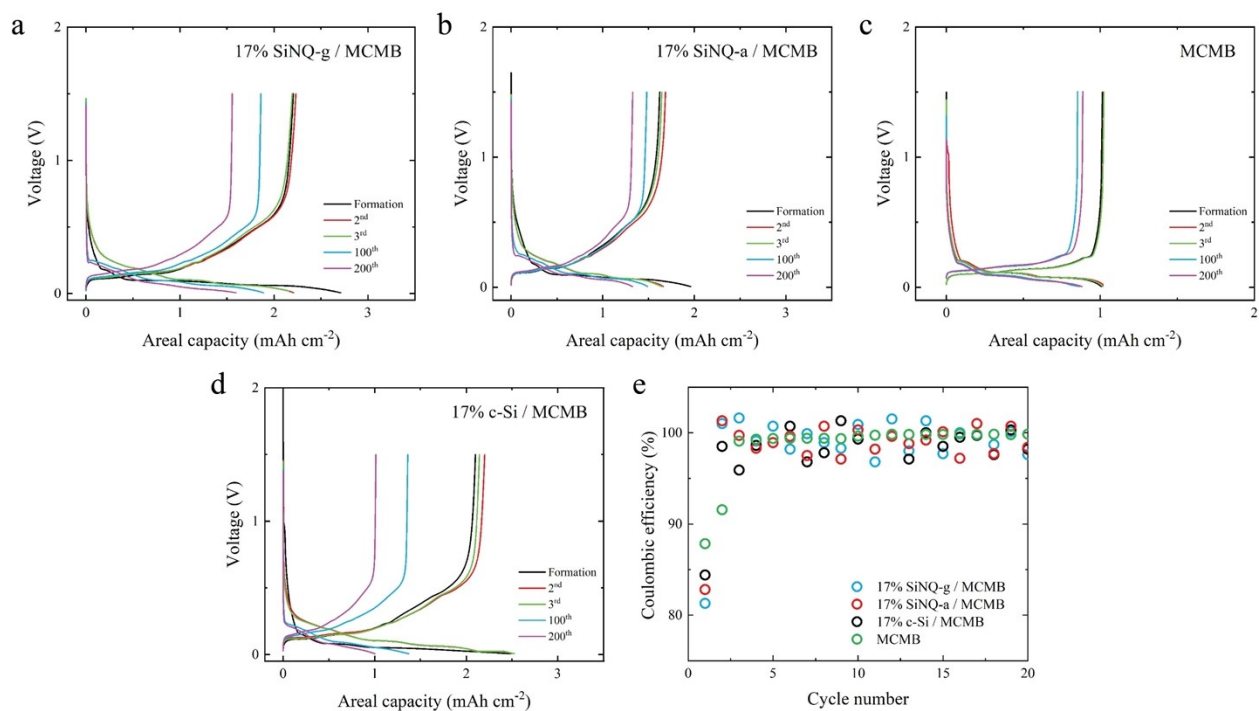 a
17% SiNQ-g / MCMB
2
1
0
Voltage (V)
Formation
2nd
3rd
100th
200th
0
1
2
3
Areal capacity (mAh cm-2)
b
17% SiNQ-a / MCMB
2
1
0
Voltage (V)
Formation
2nd
3rd
100th
200th
0
1
2
3
Areal capacity (mAh cm-2)
c
MCMB
2
1
0
Voltage (V)
Formation
2nd
3rd
100th
200th
0
1
2
Areal capacity (mAh cm-2)
d
17% c-Si / MCMB
2
1
0
Voltage (V)
Formation
2nd
3rd
100th
200th
0
1
2
3
Areal capacity (mAh cm-2)
e
100
90
80
Coulombic efficiency (%)
17% SiNQ-g / MCMB
17% SiNQ-a / MCMB
17% c-Si / MCMB
MCMB
0
5
10
15
20
Cycle number